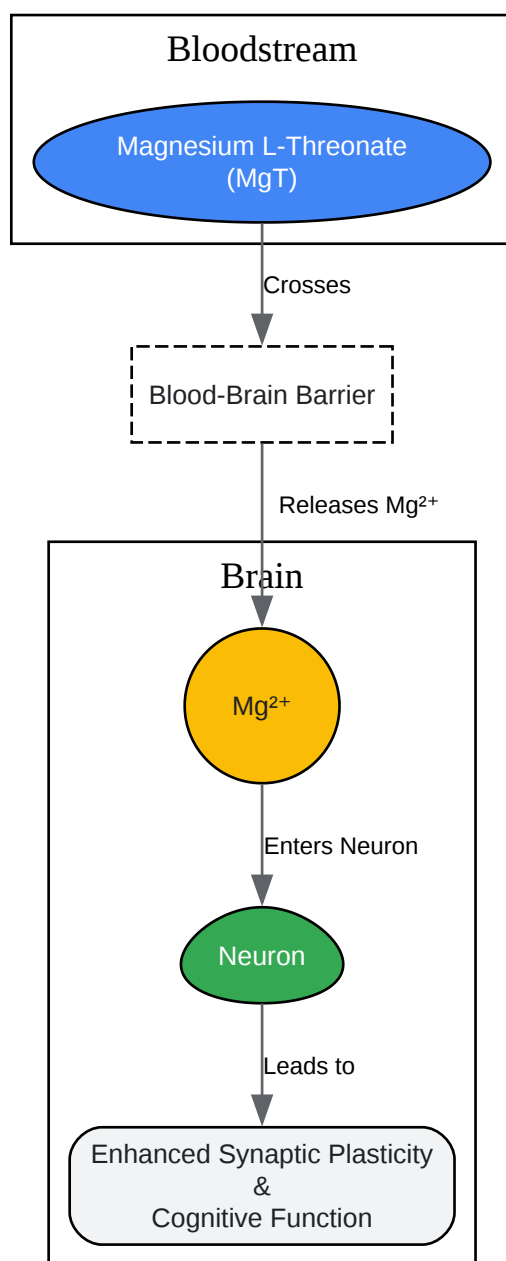 Bloodstream
Magnesium L-Threonate
(MgT)
Crosses
Blood-Brain Barrier
Releases Mg²⁺
Brain
Mg²⁺
Enters Neuron
Neuron
Leads to
Enhanced Synaptic Plasticity
&
Cognitive Function